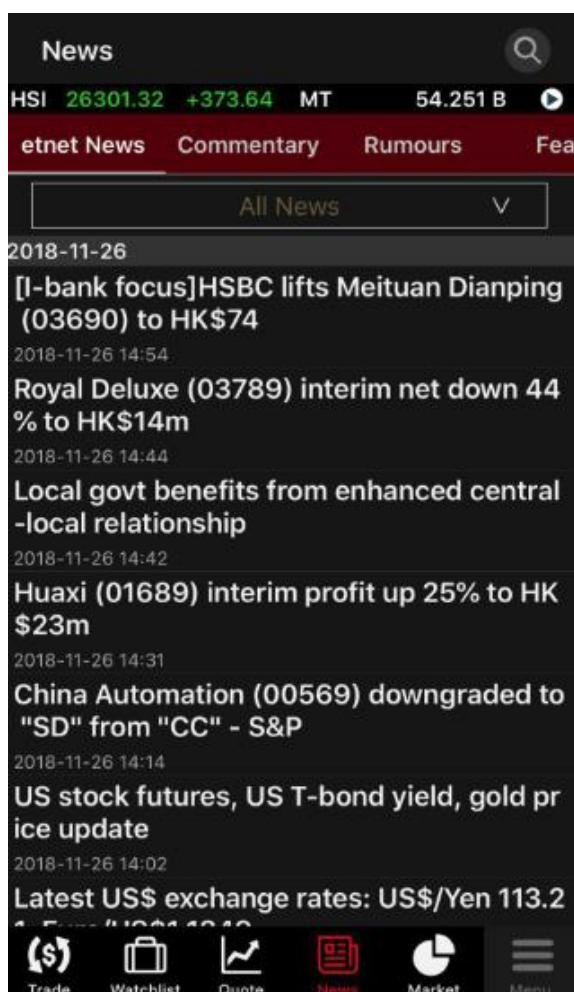 News
HSI 26301.32 +373.64 MT 54.251 B
etnet News Commentary Rumours Fea
All News
2018-11-26
[I-bank focus]HSBC lifts Meituan Dianping
(03690) to HK$74
2018-11-26 14:54
Royal Deluxe (03789) interim net down 44
% to HK$14m
2018-11-26 14:44
Local govt benefits from enhanced central
-local relationship
2018-11-26 14:42
Huaxi (01689) interim profit up 25% to HK
$23m
2018-11-26 14:31
China Automation (00569) downgraded to
"SD" from "CC" - S&P
2018-11-26 14:14
US stock futures, US T-bond yield, gold pr
ice update
2018-11-26 14:02
Latest US$ exchange rates: US$/Yen 113.2
Trade Watchlist Quote News Market Menu